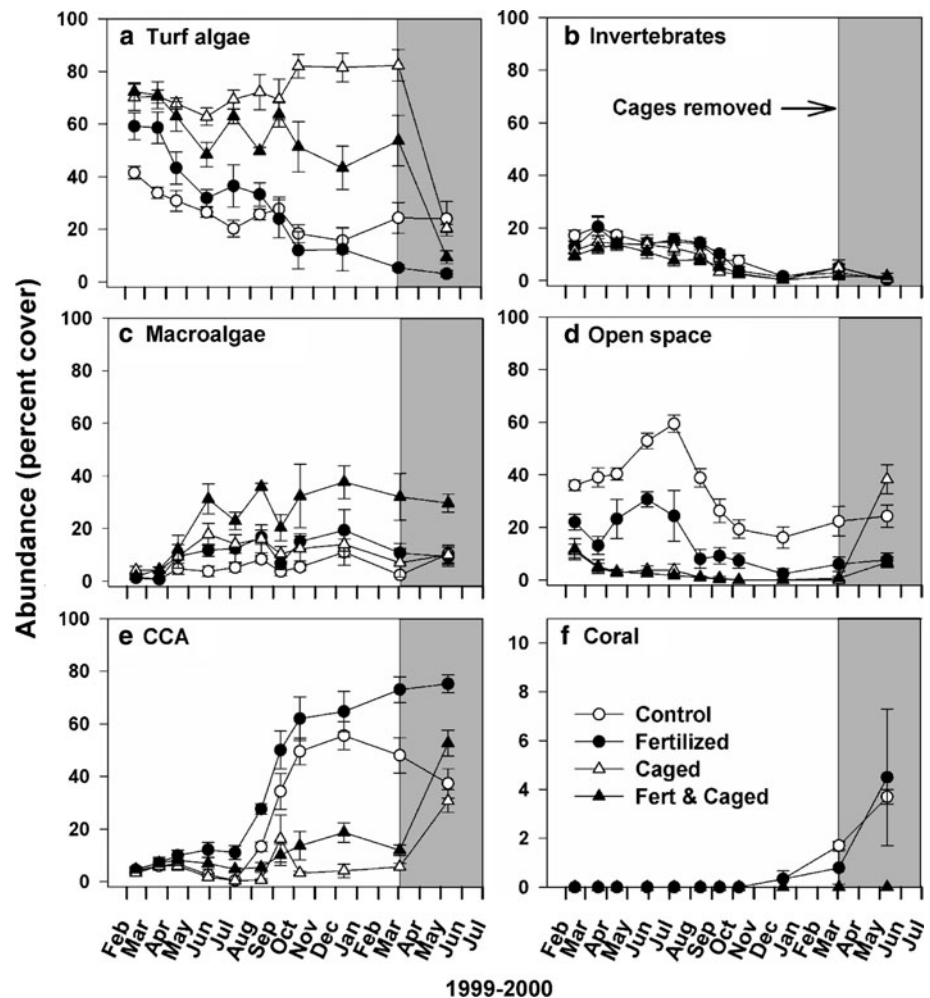 a Turf algae
b Invertebrates
100
80
60
40
20
0
100
80
60
40
20
0
Cages removed
c Macroalgae
d Open space
100
80
60
40
20
0
100
80
60
40
20
0
e CCA
f Coral
100
80
60
40
20
0
10
8
6
4
2
0
Control
Fertilized
Caged
Fert & Caged
Abundance (percent cover)
Feb Mar Apr May Jun Jul Aug Sep Oct Nov Dec Jan Feb Mar Apr May Jun Jul
Feb Mar Apr May Jun Jul Aug Sep Oct Nov Dec Jan Feb Mar Apr May Jun Jul
1999-2000